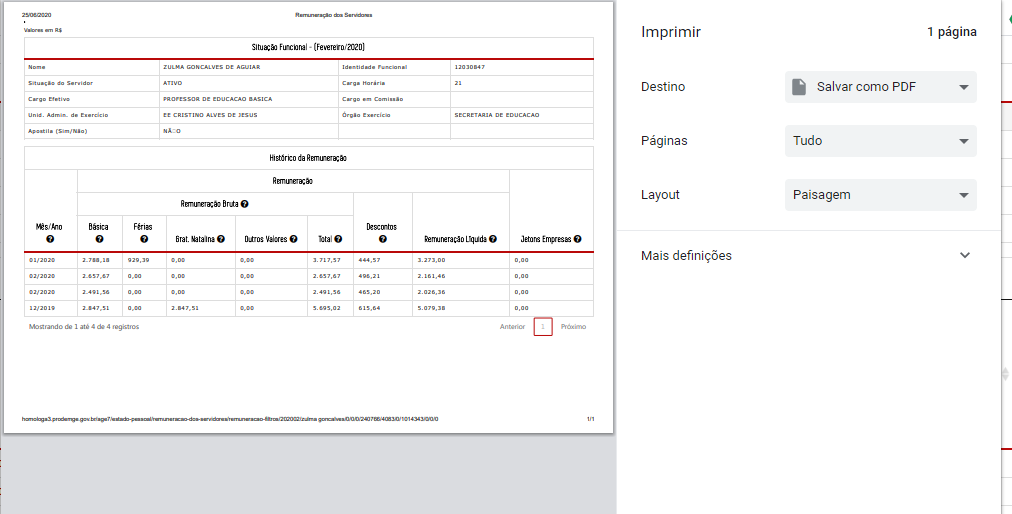 25/06/2020 Remuneração dos Servidores
Valores em R$
Situação Funcional - (Fevereiro/2020)
Nome ZULMA GONCALVES DE AGUIAR Identidade Funcional 12030847
Situação do Servidor ATIVO Carga Horária 21
Cargo Efetivo PROFESSOR DE EDUCACAO BASICA Cargo em Comissão
Unid. Admin. de Exercício EE CRISTINO ALVES DE JESUS Órgão Exercício SECRETARIA DE EDUCACAO
Apostila (Sim/Não)
Histórico da Remuneração
Remuneração
Remuneração Bruta
Mês/Ano Básica Férias Grat. Natalina Outros Valores Total Descontos Remuneração Líquida Jetons Empresas
01/2020 2.788,18 929,39 0,00 0,00 3.717,57 444,57 3.273,00 0,00
02/2020 2.657,67 0,00 0,00 0,00 2.657,67 496,21 2.161,46 0,00
02/2020 2.491,56 0,00 0,00 0,00 2.491,56 465,20 2.026,36 0,00
12/2019 2.847,51 0,00 2.847,51 0,00 5.695,02 615,64 5.079,38 0,00
Mostrando de 1 até 4 de 4 registros Anterior 1 Próximo
homologa3.prodemge.gov.br/age7/estado-pessoal/remuneracao-dos-servidores/remuneracao-filtros/202002/zulma goncalves/0/0/0/240766/4083/0/1014343/0/0/0 1/1
Imprimir 1 página
Destino Salvar como PDF
Páginas Tudo
Layout Paisagem
Mais definições